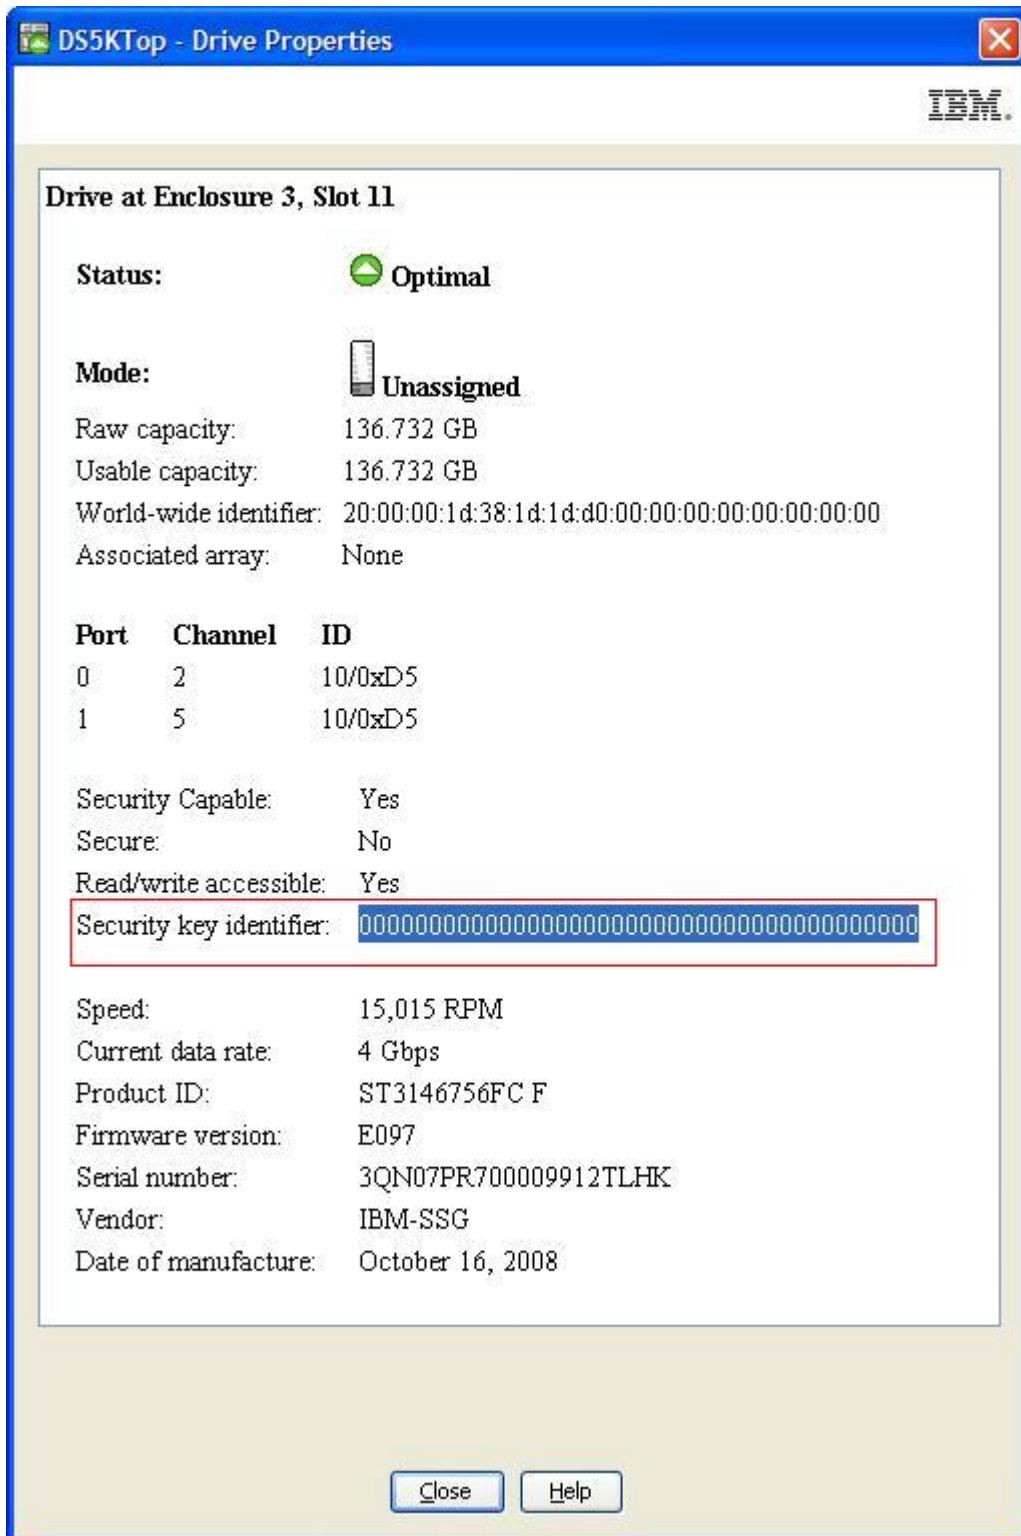 DS5KTop - Drive Properties
IBM.
Drive at Enclosure 3, Slot 11
Status: Optimal
Mode: Unassigned
Raw capacity: 136.732 GB
Usable capacity: 136.732 GB
World-wide identifier: 20:00:00:1d:38:1d:1d:d0:00:00:00:00:00:00:00:00
Associated array: None
Port Channel ID
0 2 10/0xD5
1 5 10/0xD5
Security Capable: Yes
Secure: No
Read/write accessible: Yes
Security key identifier: 0000000000000000000000000000000000000000
Speed: 15,015 RPM
Current data rate: 4 Gbps
Product ID: ST3146756FC F
Firmware version: E097
Serial number: 3QN07PR700009912TLHK
Vendor: IBM-SSG
Date of manufacture: October 16, 2008
Close Help